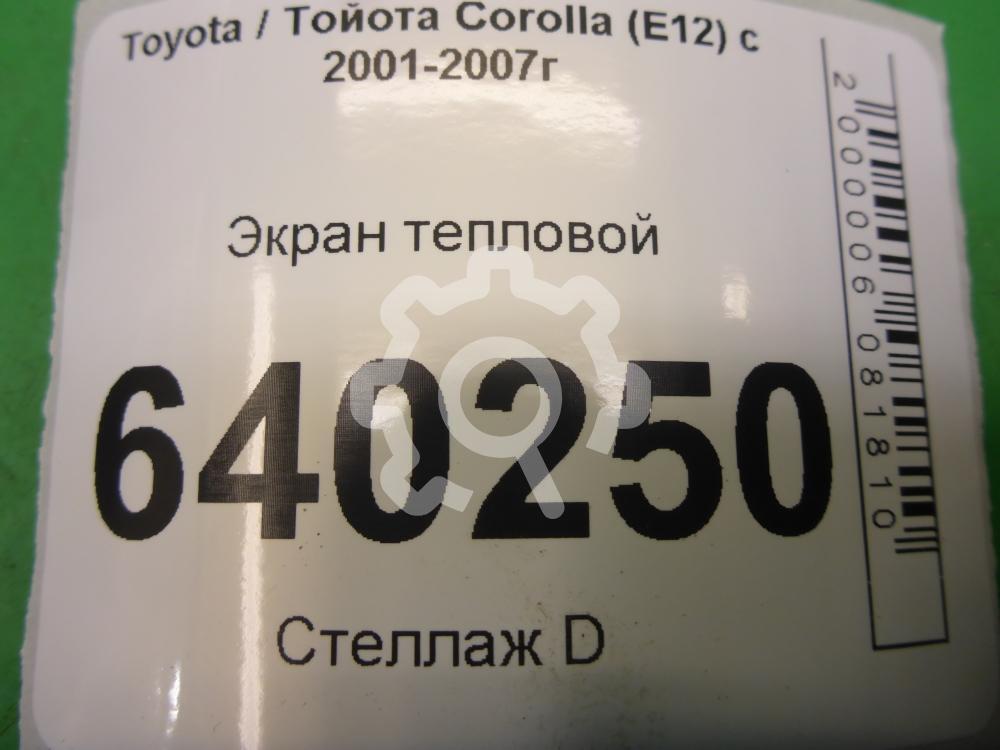 Toyota / Тойота Corolla (E12) с
2001-2007г
Экран тепловой
640250
Стеллаж D
2000006081810